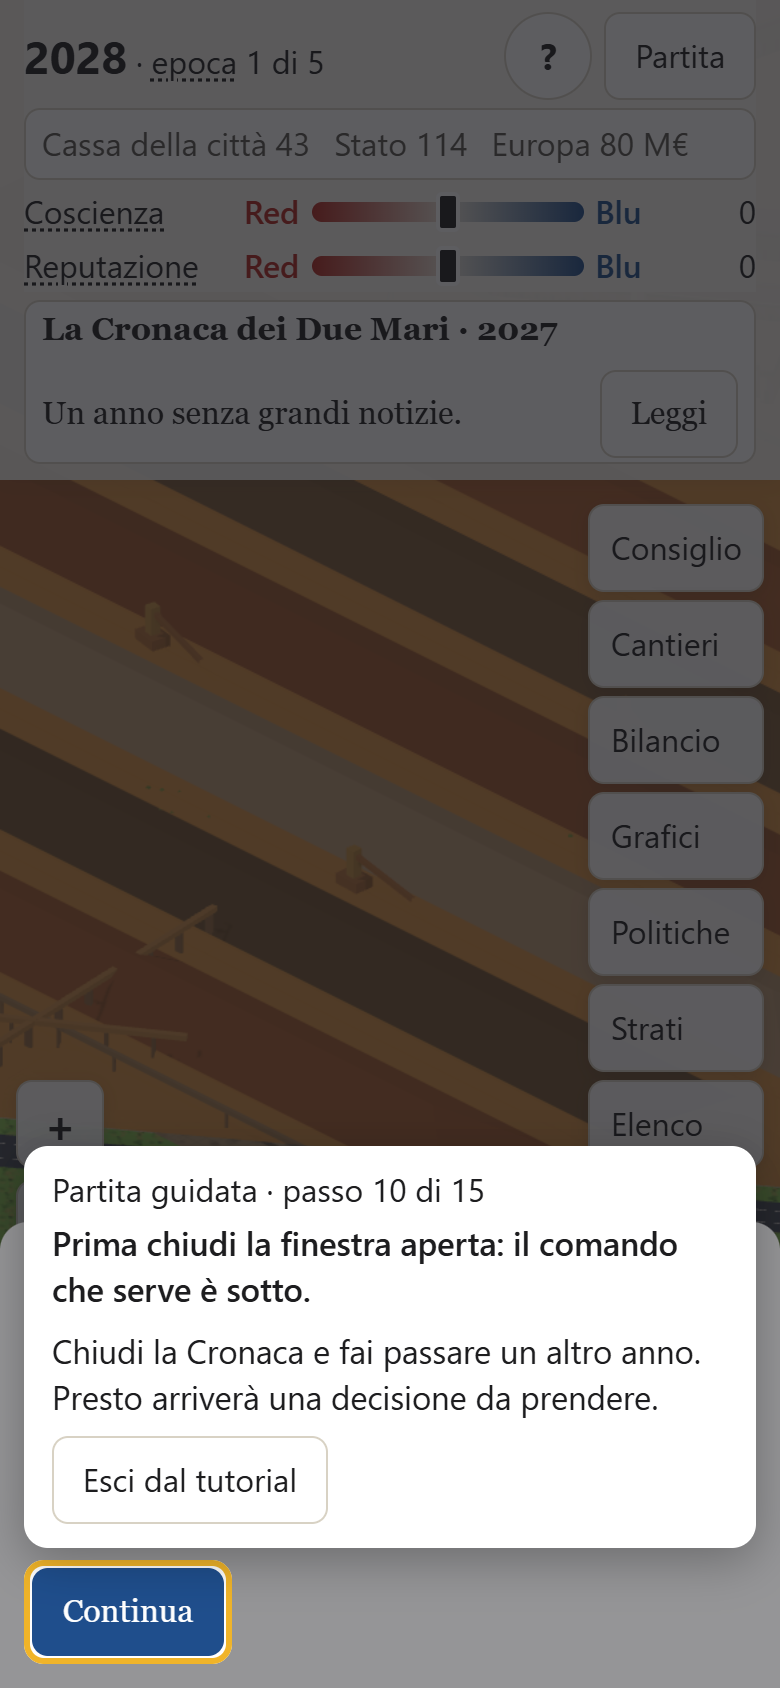 2028 · epoca 1 di 5
?
Partita
Cassa della città 43 Stato 114 Europa 80 M€
Coscienza Red Blu 0
Reputazione Red Blu 0
La Cronaca dei Due Mari · 2027
Un anno senza grandi notizie.
Leggi
Consiglio
Cantieri
Bilancio
Grafici
Politiche
Strati
Elenco
+
Partita guidata · passo 10 di 15
Prima chiudi la finestra aperta: il comando
che serve è sotto.
Chiudi la Cronaca e fai passare un altro anno.
Presto arriverà una decisione da prendere.
Esci dal tutorial
Continua